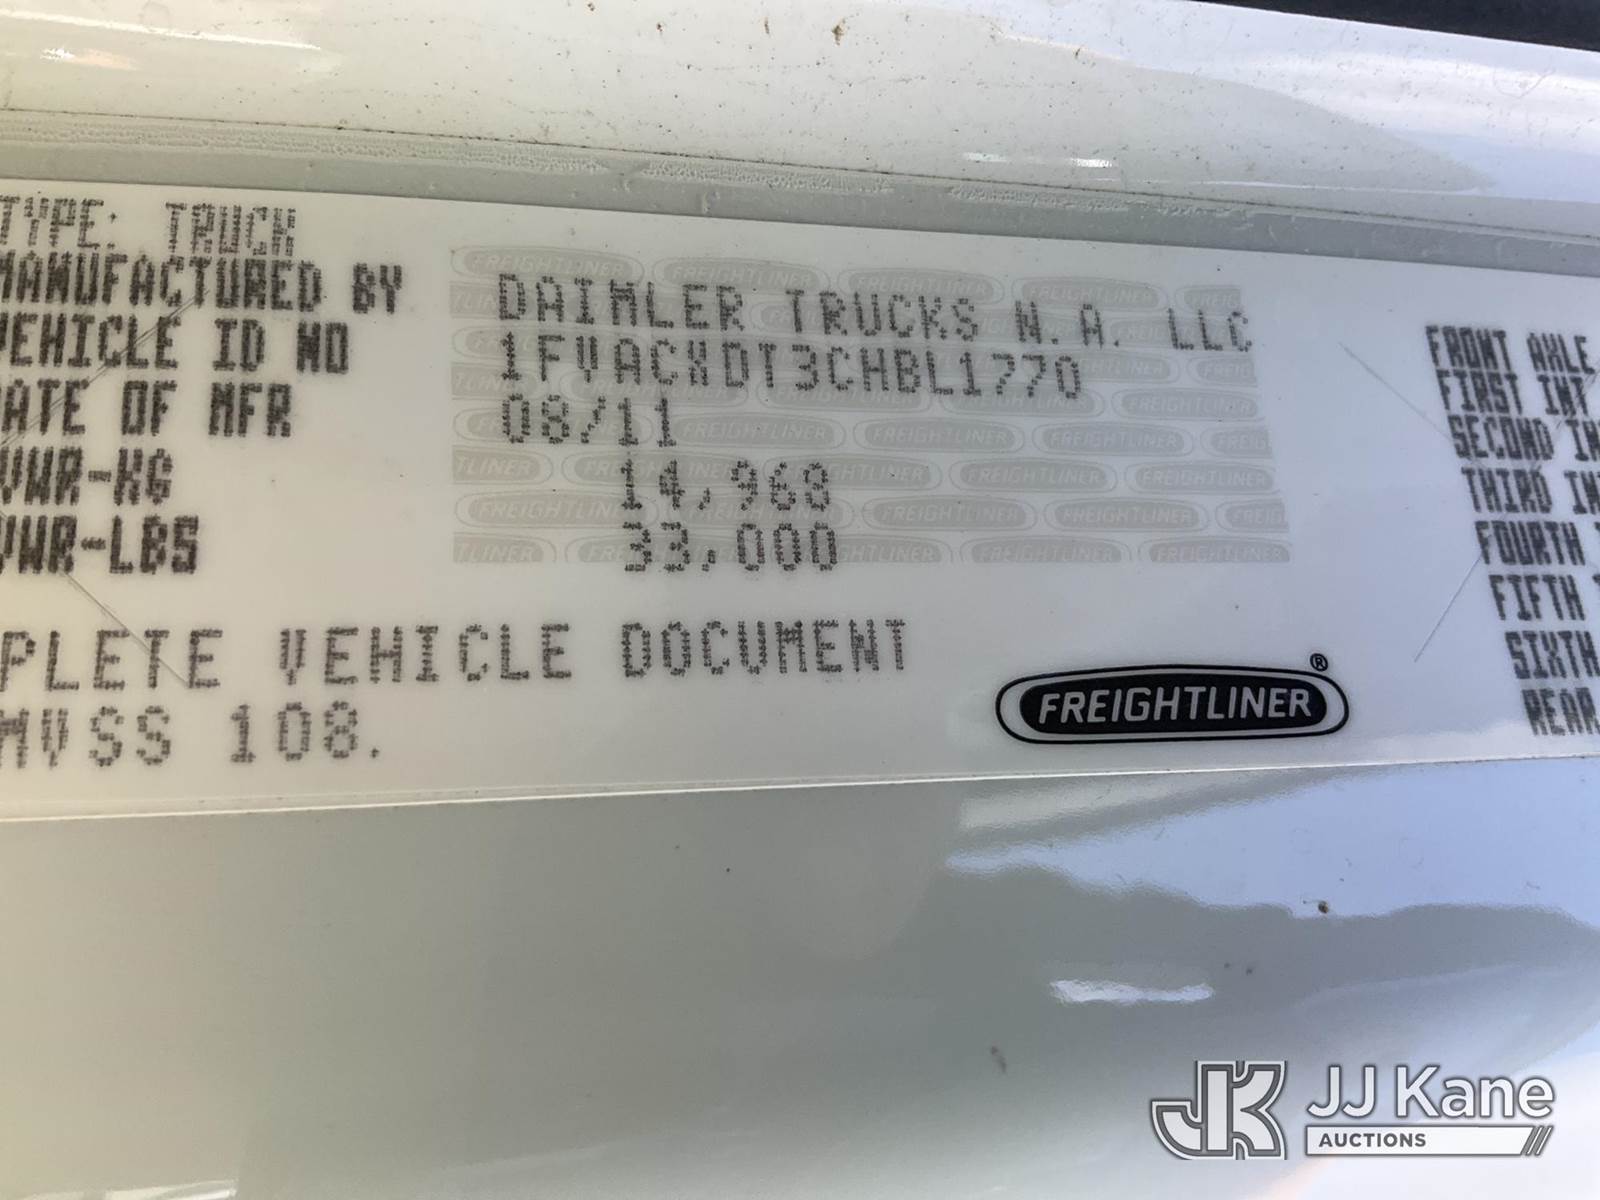 TYPE: TRUCK
MANUFACTURED BY DAIMLER TRUCKS N.A. LLC
VEHICLE ID NO 1FVACXDT3CHBL1770
ATE OF MFR 08/11
VWR-KG 14,968
VWR-LBS 33,000
PLETE VEHICLE DOCUMENT
MVSS 108.
FREIGHTLINER®
FRONT AXLE
FIRST INT
SECOND IN
THIRD IN
FOURTH
FIFTH
SIXTH
REAR
JK JJ Kane
AUCTIONS